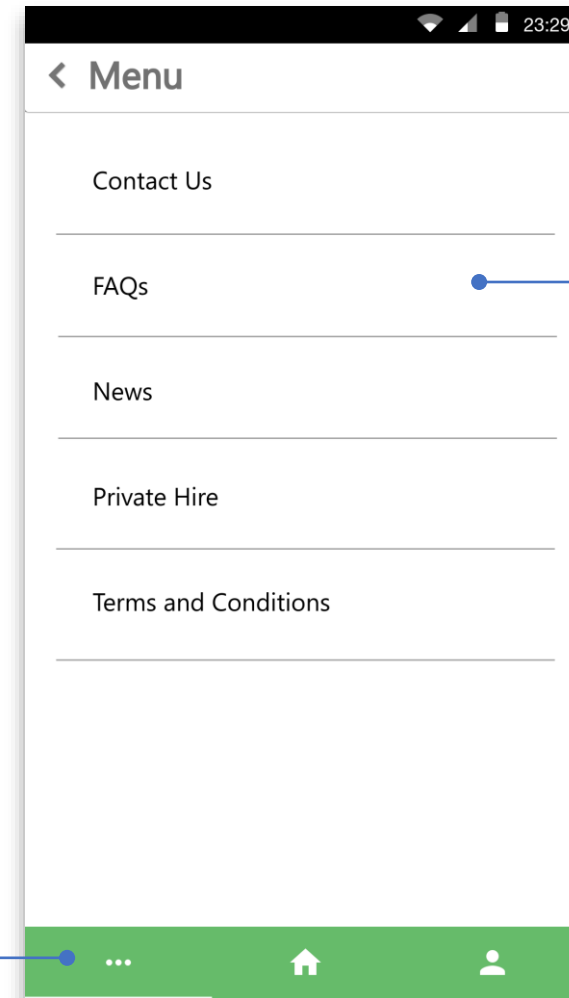 23:29
Menu
Contact Us
FAQs
News
Private Hire
Terms and Conditions